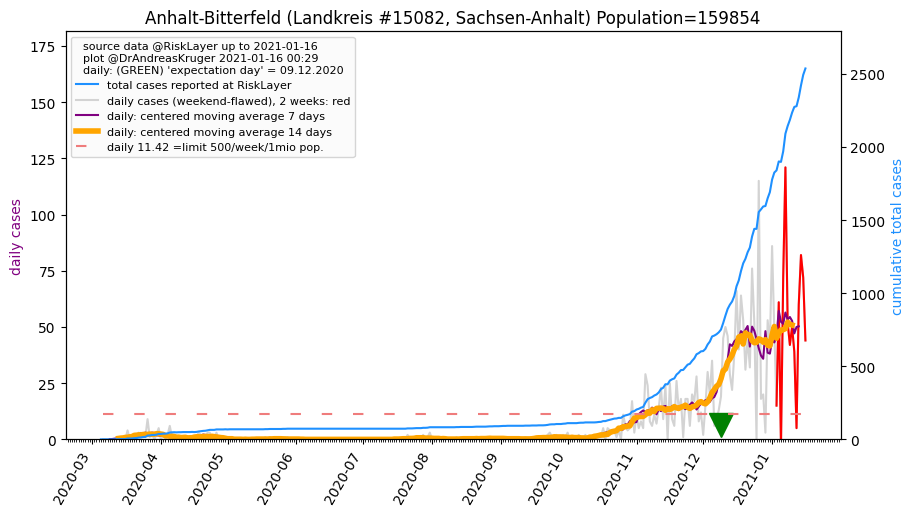 Anhalt-Bitterfeld (Landkreis #15082, Sachsen-Anhalt) Population=159854
source data @RiskLayer up to 2021-01-16
plot @DrAndreasKruger 2021-01-16 00:29
daily: (GREEN) 'expectation day' = 09.12.2020
total cases reported at RiskLayer
daily cases (weekend-flawed), 2 weeks: red
daily: centered moving average 7 days
daily: centered moving average 14 days
daily 11.42 =limit 500/week/1mio pop.
daily cases
175
150
125
100
75
50
25
0
cumulative total cases
2500
2000
1500
1000
500
0
2020-03
2020-04
2020-05
2020-06
2020-07
2020-08
2020-09
2020-10
2020-11
2020-12
2021-01